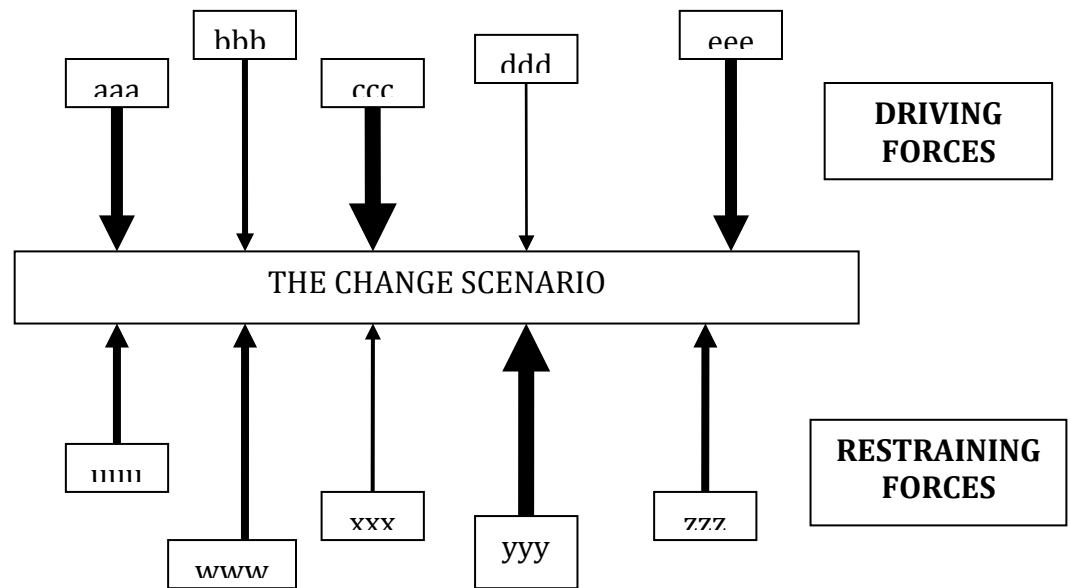 bbb
eee
ddd
aaa
ccc
DRIVING
FORCES
THE CHANGE SCENARIO
RESTRAINING
FORCES
xxx
zzz
yyy
www